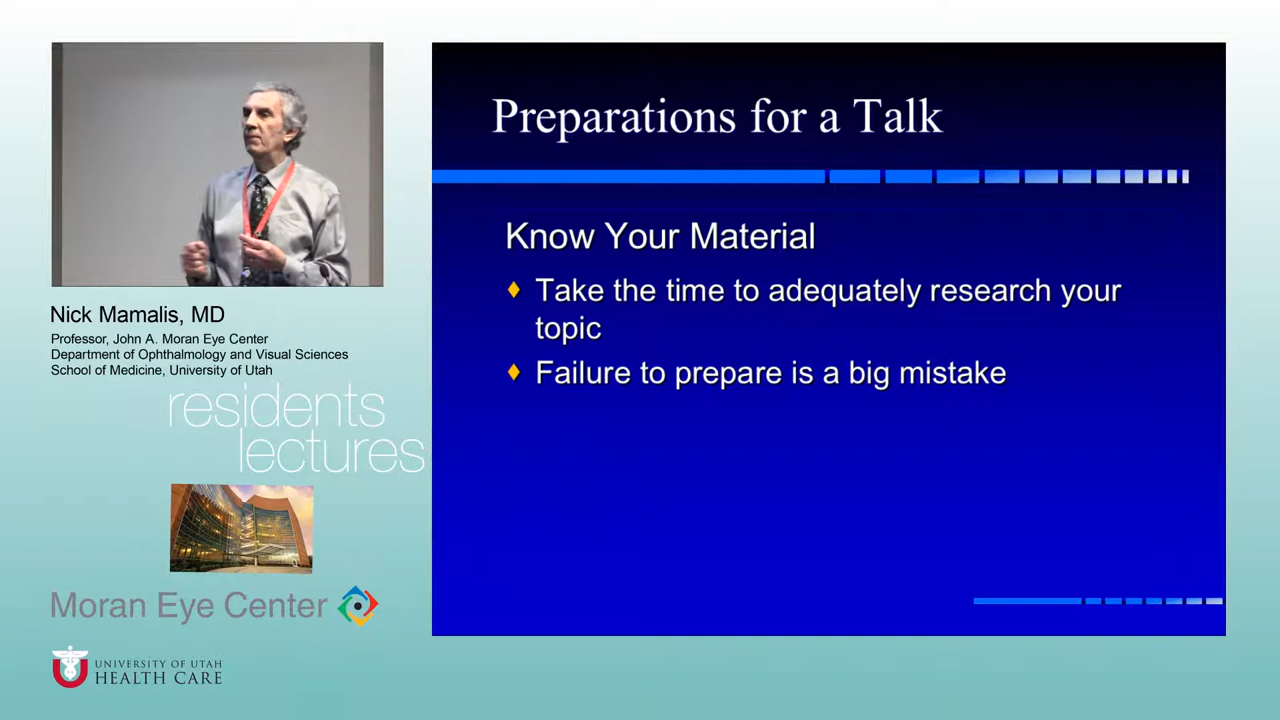 Nick Mamalis, MD
Professor, John A. Moran Eye Center
Department of Ophthalmology and Visual Sciences
School of Medicine, University of Utah
residents
lectures
Moran Eye Center
UNIVERSITY OF UTAH
HEALTH CARE
Preparations for a Talk
Know Your Material
Take the time to adequately research your
topic
Failure to prepare is a big mistake